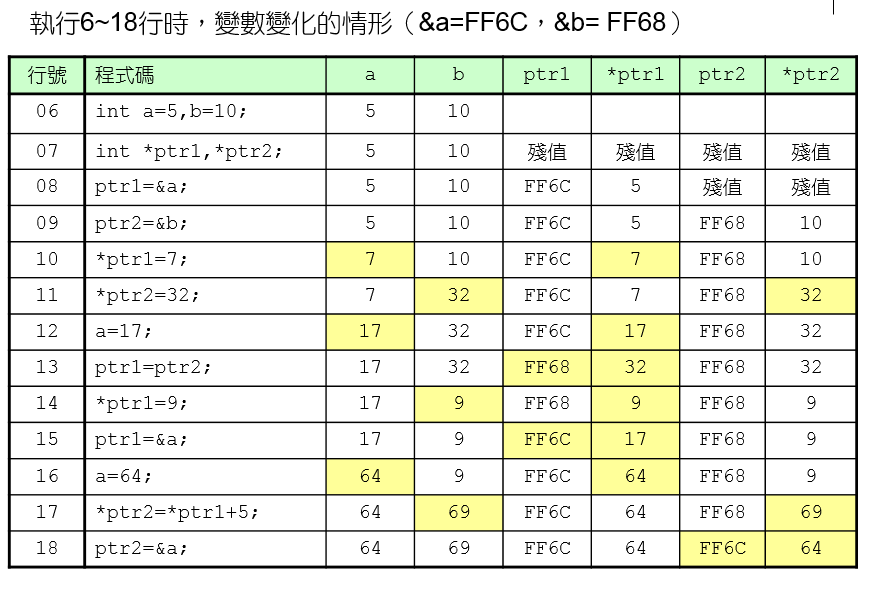 執行6~18行時，變數變化的情形（&a=FF6C，&b= FF68）
行號 程式碼 a b ptr1 *ptr1 ptr2 *ptr2
06 int a=5,b=10; 5 10
07 int *ptr1,*ptr2; 5 10 殘值 殘值 殘值 殘值
08 ptr1=&a; 5 10 FF6C 5 殘值 殘值
09 ptr2=&b; 5 10 FF6C 5 FF68 10
10 *ptr1=7; 7 10 FF6C 7 FF68 10
11 *ptr2=32; 7 32 FF6C 7 FF68 32
12 a=17; 17 32 FF6C 17 FF68 32
13 ptr1=ptr2; 17 32 FF68 32 FF68 32
14 *ptr1=9; 17 9 FF68 9 FF68 9
15 ptr1=&a; 17 9 FF6C 17 FF68 9
16 a=64; 64 9 FF6C 64 FF68 9
17 *ptr2=*ptr1+5; 64 69 FF6C 64 FF68 69
18 ptr2=&a; 64 69 FF6C 64 FF6C 64